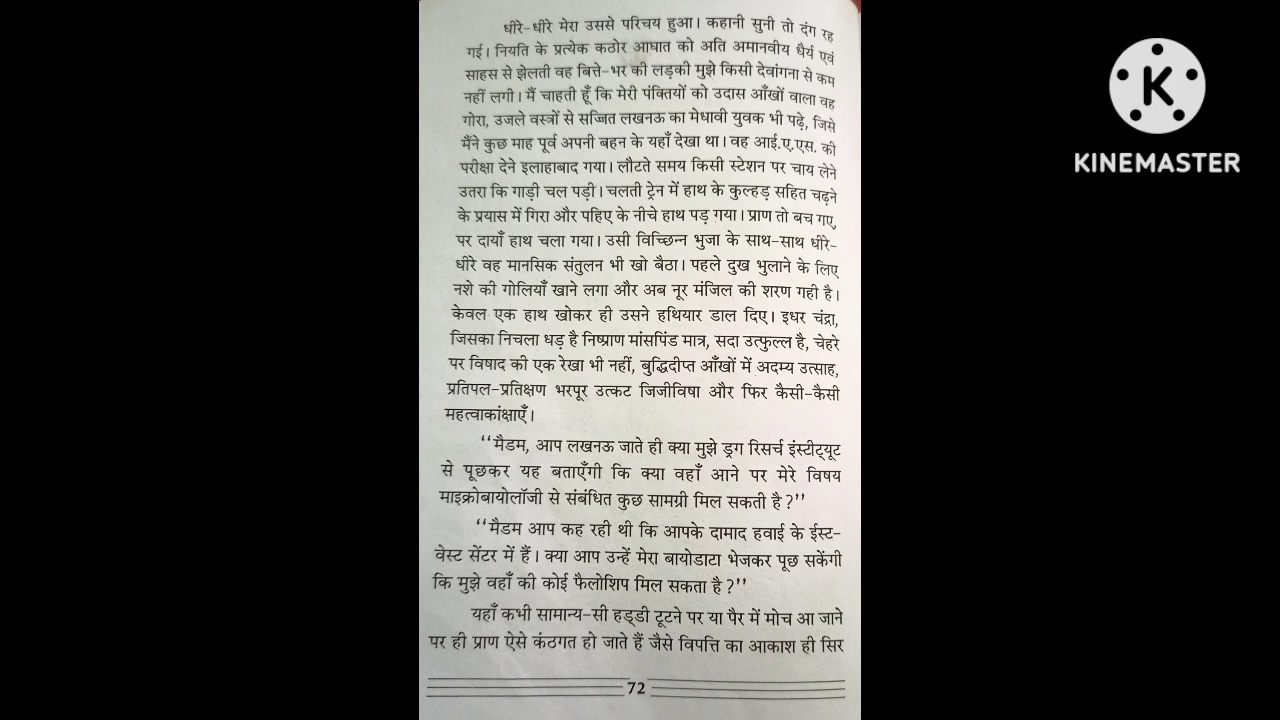 धीरे-धीरे मेरा उससे परिचय हुआ। कहानी सुनी तो दंग रह
गई। नियति के प्रत्येक कठोर आघात को अति अमानवीय धैर्य एवं
साहस से झेलती वह बित्ते-भर की लड़की मुझे किसी देवांगना से कम
नहीं लगी। मैं चाहती हूँ कि मेरी पंक्तियों को उदास आँखों वाला वह
गोरा, उजले वस्त्रों से सज्जित लखनऊ का मेधावी युवक भी पढ़े, जिसे
मैंने कुछ माह पूर्व अपनी बहन के यहाँ देखा था। वह आई.ए.एस. की
परीक्षा देने इलाहाबाद गया। लौटते समय किसी स्टेशन पर चाय लेने
उतरा कि गाड़ी चल पड़ी। चलती ट्रेन में हाथ के कुल्हड़ सहित चढ़ने
के प्रयास में गिरा और पहिए के नीचे हाथ पड़ गया। प्राण तो बच गए,
पर दायाँ हाथ चला गया। उसी विच्छिन्न भुजा के साथ-साथ धीरे-
धीरे वह मानसिक संतुलन भी खो बैठा। पहले दुख भुलाने के लिए
नशे की गोलियाँ खाने लगा और अब नूर मंजिल की शरण गही है।
केवल एक हाथ खोकर ही उसने हथियार डाल दिए। इधर चंद्रा,
जिसका निचला धड़ है निष्प्राण मांसपिंड मात्र, सदा उत्फुल्ल है, चेहरे
पर विषाद की एक रेखा भी नहीं, बुद्धिदीप्त आँखों में अदम्य उत्साह,
प्रतिपल-प्रतिक्षण भरपूर उत्कट जिजीविषा और फिर कैसी-कैसी
महत्वाकांक्षाएँ।
‘‘मैडम, आप लखनऊ जाते ही क्या मुझे ड्रग रिसर्च इंस्टीट्यूट
से पूछकर यह बताएँगी कि क्या वहाँ आने पर मेरे विषय
माइक्रोबायोलॉजी से संबंधित कुछ सामग्री मिल सकती है?’’
‘‘मैडम आप कह रही थी कि आपके दामाद हवाई के ईस्ट-
वेस्ट सेंटर में हैं। क्या आप उन्हें मेरा बायोडाटा भेजकर पूछ सकेंगी
कि मुझे वहाँ की कोई फैलोशिप मिल सकता है?’’
यहाँ कभी सामान्य-सी हड्डी टूटने पर या पैर में मोच आ जाने
पर ही प्राण ऐसे कंठगत हो जाते हैं जैसे विपत्ति का आकाश ही सिर
72
K
KINEMASTER